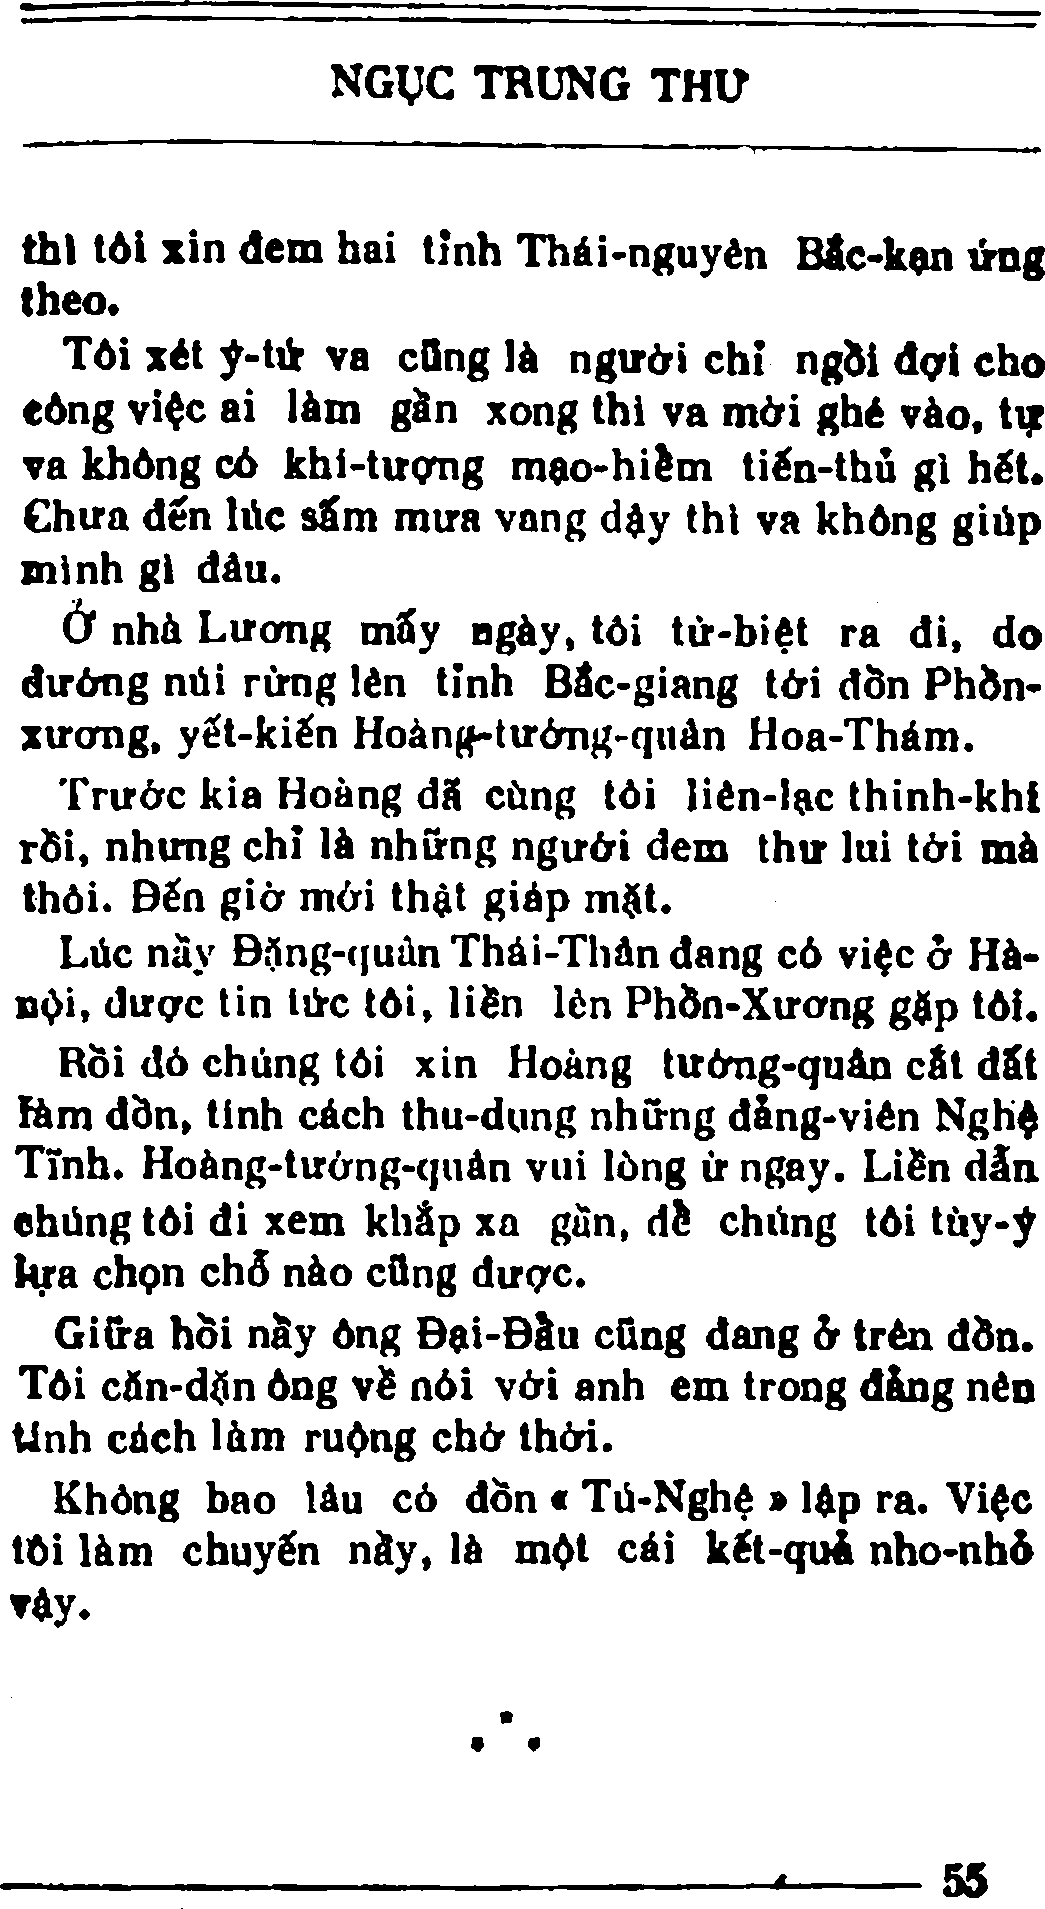 NGỤC TRUNG THƯ
thì tôi xin đem hai tỉnh Thái-nguyên Bắc-kạn ứng
theo.
Tôi xét ý-tứ va cũng là người chỉ ngồi đợi cho
công việc ai làm gần xong thì va mới ghé vào, tự
va không có khí-tượng mạo-hiểm tiến-thủ gì hết.
Chưa đến lúc sấm mưa vang dậy thì va không giúp
mình gì đâu.
Ở nhà Lương mấy ngày, tôi từ-biệt ra đi, do
đường núi rừng lên tỉnh Bắc-giang tới đồn Phồn-
xương, yết-kiến Hoàng-tướng-quân Hoa-Thám.
Trước kia Hoàng đã cùng tôi liên-lạc thinh-khí
rồi, nhưng chỉ là những người đem thư lui tới mà
thôi. Đến giờ mới thật giáp mặt.
Lúc nầy Đặng-quân Thái-Thân đang có việc ở Hà-
nội, được tin tức tôi, liền lên Phồn-Xương gặp tôi.
Rồi đó chúng tôi xin Hoàng tướng-quân cắt đất
làm đồn, tính cách thu-dụng những đảng-viên Nghệ
Tĩnh. Hoàng-tướng-quân vui lòng ừ ngay. Liền dẫn
chúng tôi đi xem khắp xa gần, để chúng tôi tùy-ý
lựa chọn chỗ nào cũng được.
Giữa hồi nầy ông Đại-Đầu cũng đang ở trên đồn.
Tôi căn-dặn ông về nói với anh em trong đảng nên
tính cách làm ruộng chờ thời.
Không bao lâu có đồn « Tú-Nghệ » lập ra. Việc
tôi làm chuyến nầy, là một cái kết-quả nho-nhỏ
vậy.
55